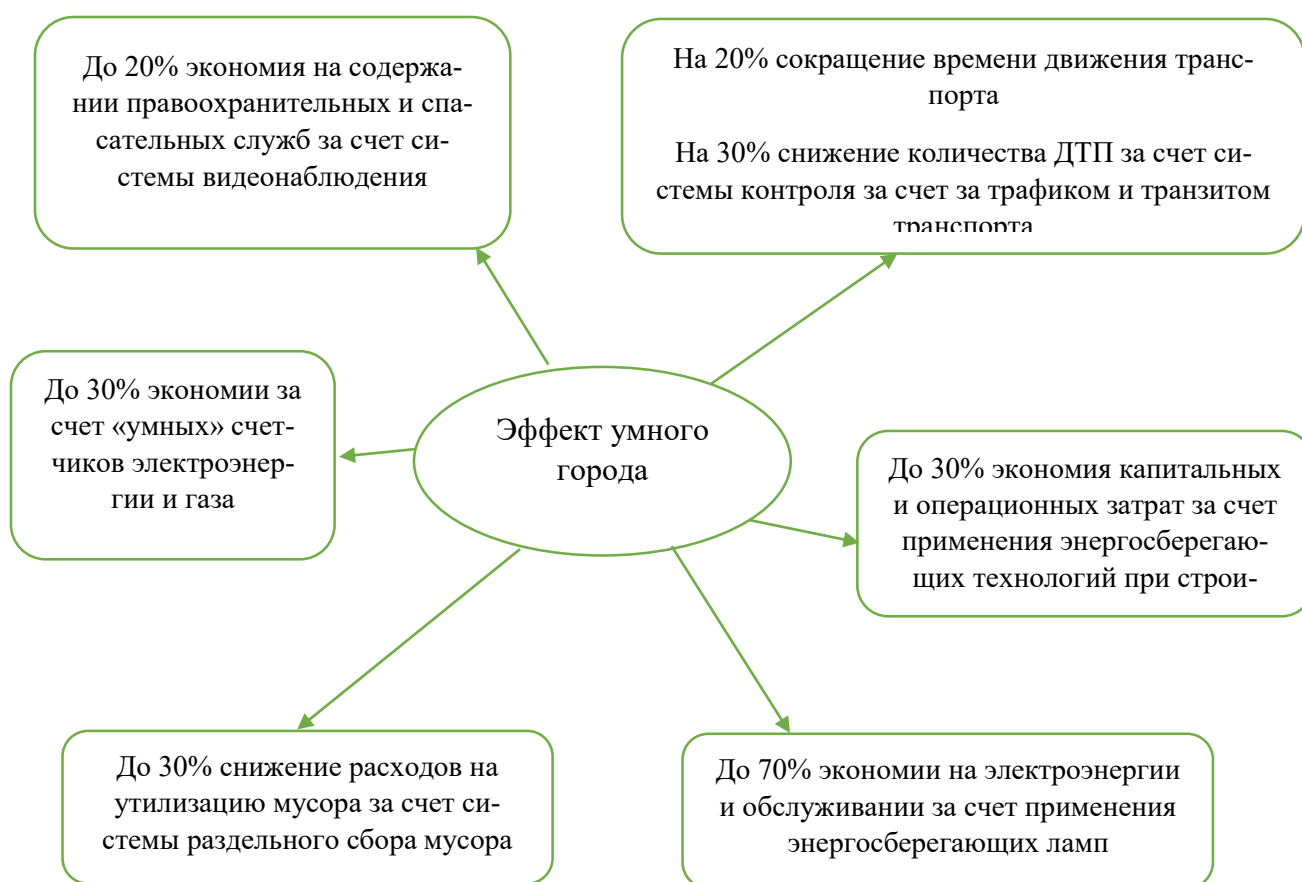 До 20% экономия на содержа-
нии правоохранительных и спа-
сательных служб за счет си-
стемы видеонаблюдения
На 20% сокращение времени движения транс-
порта
На 30% снижение количества ДТП за счет си-
стемы контроля за счет за трафиком и транзитом
транспорта
До 30% экономии за
счет «умных» счет-
чиков электроэнер-
гии и газа
Эффект умного
города
До 30% экономия капитальных
и операционных затрат за счет
применения энергосберегаю-
щих технологий при строи-
До 30% снижение расходов на
утилизацию мусора за счет си-
стемы раздельного сбора мусора
До 70% экономии на электроэнергии
и обслуживании за счет применения
энергосберегающих ламп